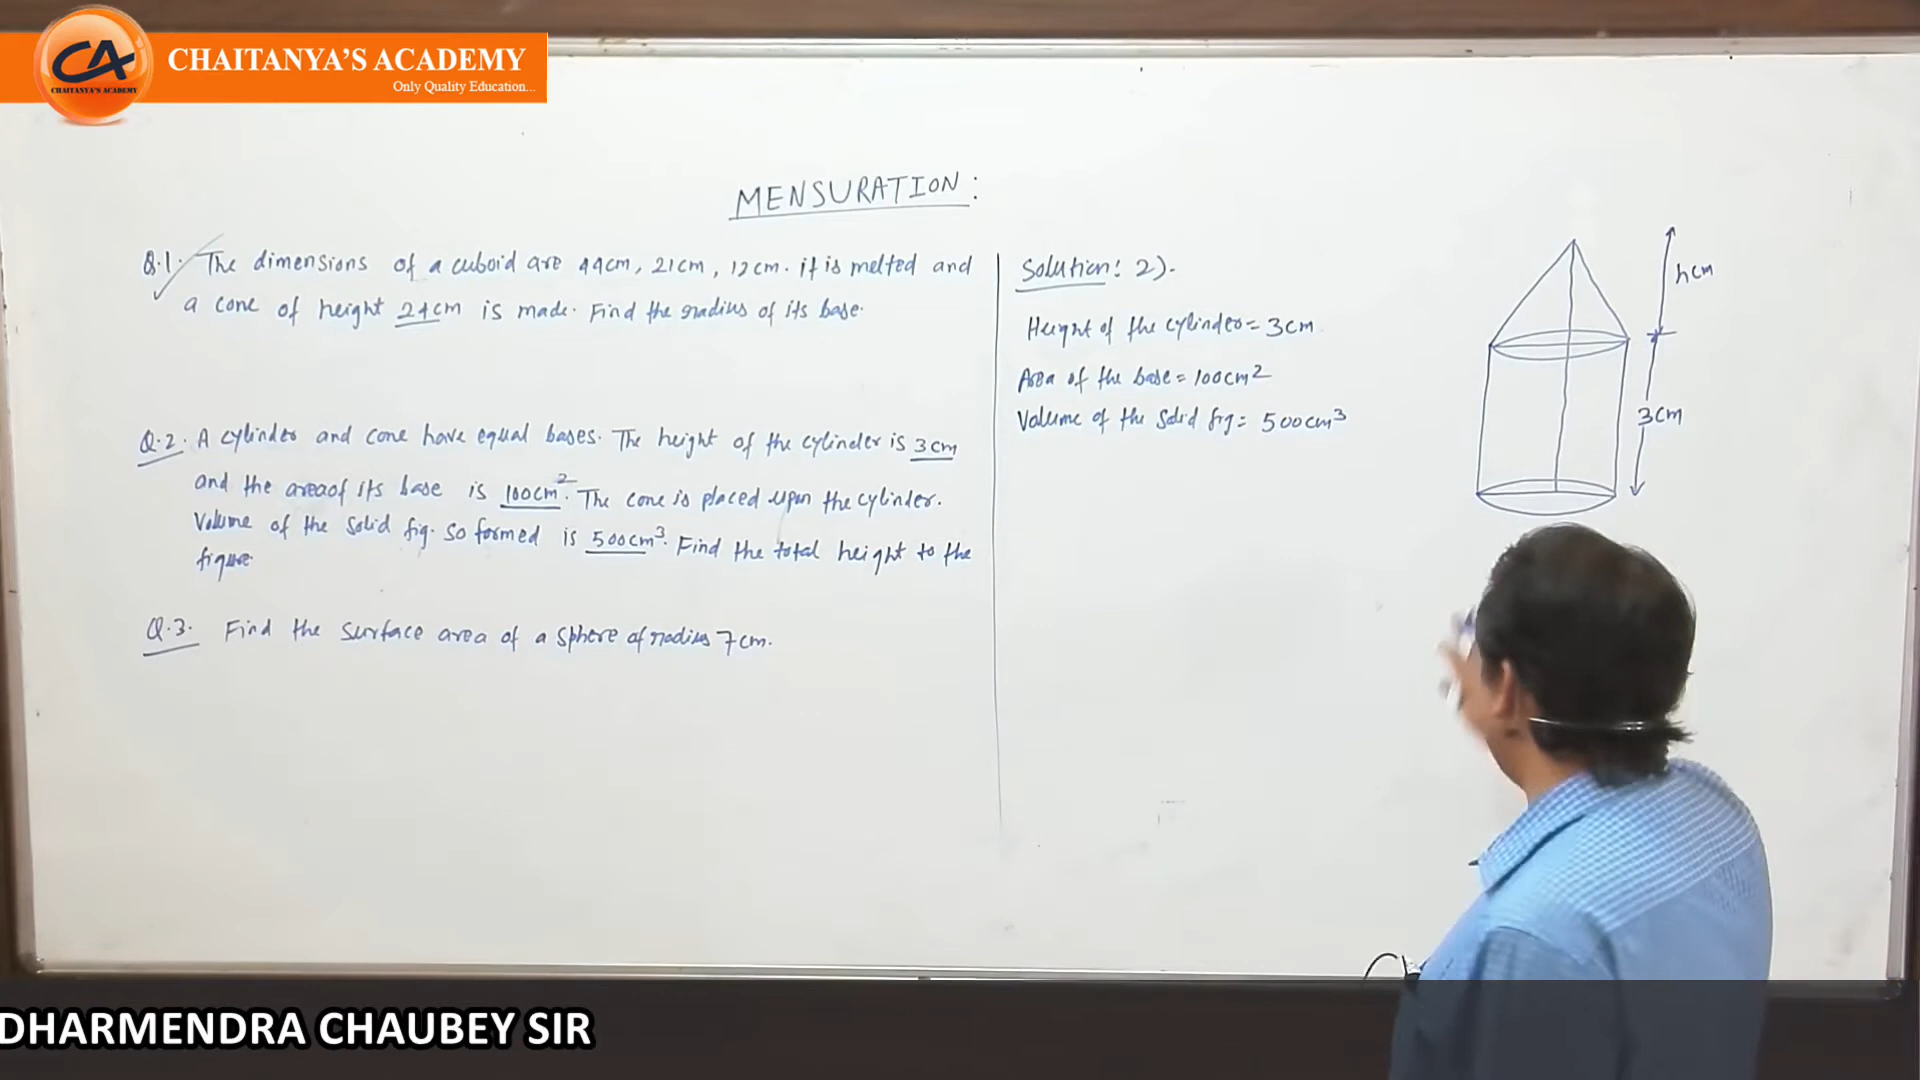 CA
CHAITANYA'S ACADEMY
CHAITANYA'S ACADEMY
Only Quality Education...
MENSURATION:
Q.1. The dimensions of a cuboid are 44cm, 21cm, 12cm. it is melted and
a cone of height 24cm is made. Find the radius of its base.
Q.2. A cylinder and cone have equal bases. The height of the cylinder is 3cm
and the area of its base is 100cm². The cone is placed upon the cylinder.
Volume of the solid fig. so formed is 500cm³. Find the total height to the
figure
Q.3. Find the surface area of a sphere of radius 7cm.
Solution: 2).
Height of the cylinder = 3cm
Area of the base = 100cm²
Volume of the solid fig = 500cm³
hcm
3cm
DHARMENDRA CHAUBEY SIR